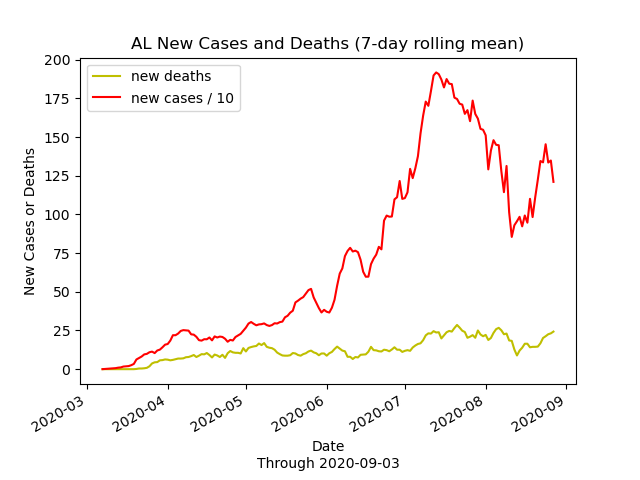 AL New Cases and Deaths (7-day rolling mean)
new deaths
new cases / 10
New Cases or Deaths
200
175
150
125
100
75
50
25
0
2020-03
2020-04
2020-05
2020-06
2020-07
2020-08
2020-09
Date
Through 2020-09-03